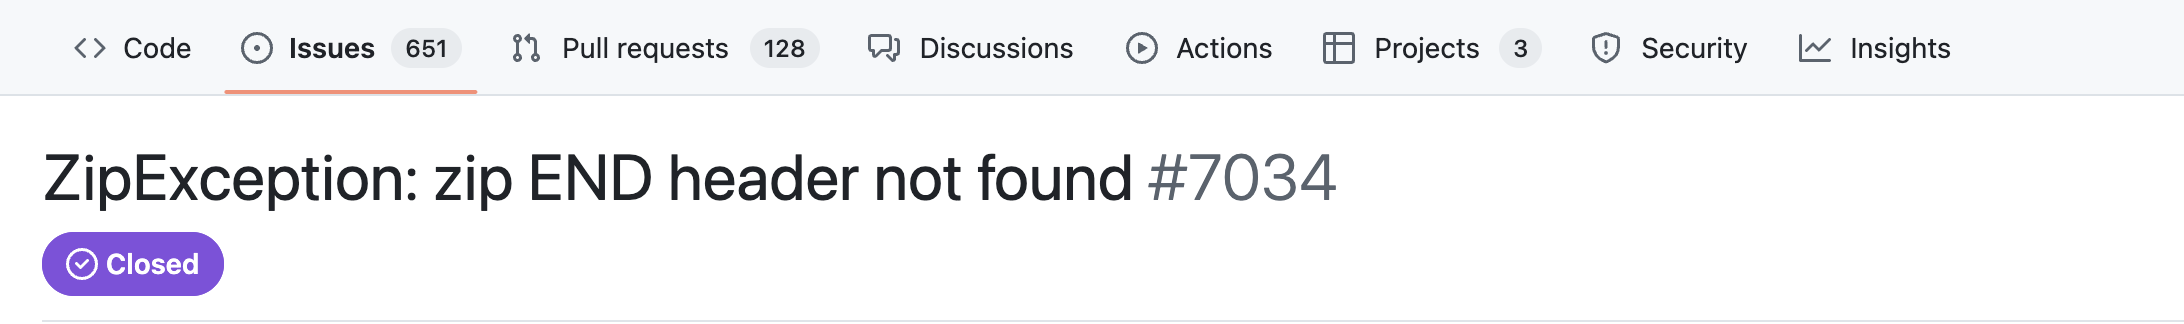 Code Issues 651 Pull requests 128 Discussions Actions Projects 3 Security Insights
ZipException: zip END header not found #7034
Closed